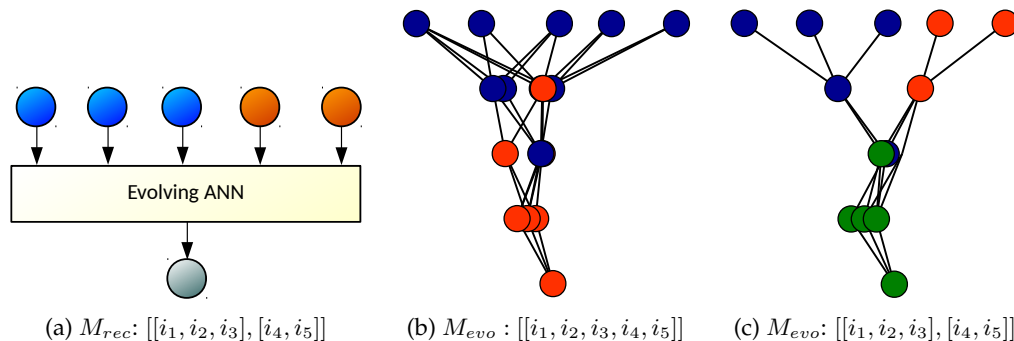 Evolving ANN
(a) $M_{rec}$: $[[i_1, i_2, i_3], [i_4, i_5]]$
(b) $M_{evo}$ : $[[i_1, i_2, i_3, i_4, i_5]]$
(c) $M_{evo}$: $[[i_1, i_2, i_3], [i_4, i_5]]$